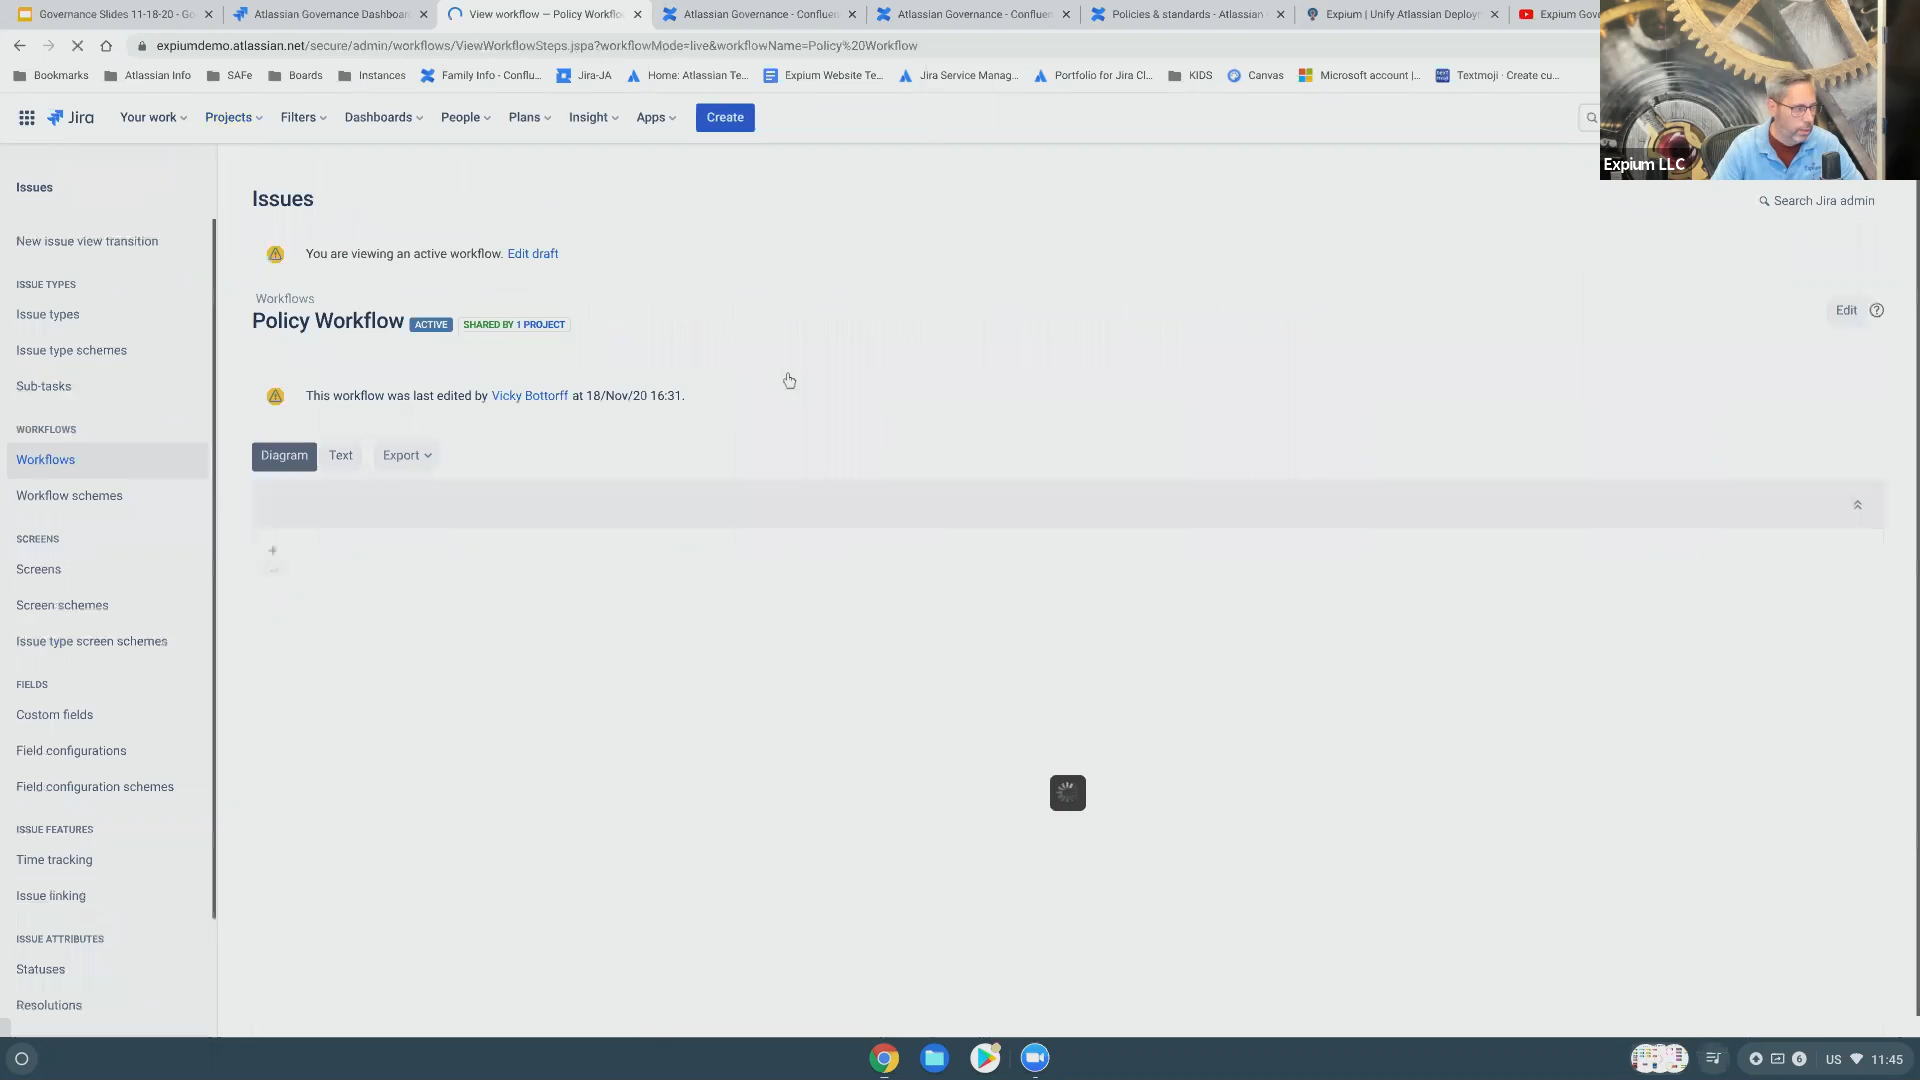 Governance Slides 11-18-20 - Go
Atlassian Governance Dashboard
View workflow — Policy Workflo
Atlassian Governance - Confluen
Atlassian Governance - Confluen
Policies & standards - Atlassian
Expium | Unify Atlassian Deploy
Expium Gov
expiumdemo.atlassian.net/secure/admin/workflows/ViewWorkflowSteps.jspa?workflowMode=live&workflowName=Policy%20Workflow
Bookmarks
Atlassian Info
SAFe
Boards
Instances
Family Info - Conflu...
Jira-JA
Home: Atlassian Te...
Expium Website Te...
Jira Service Manag...
Portfolio for Jira Cl...
KIDS
Canvas
Microsoft account |...
Textmoji · Create cu...
Jira
Your work
Projects
Filters
Dashboards
People
Plans
Insight
Apps
Create
Expium LLC
Issues
New issue view transition
ISSUE TYPES
Issue types
Issue type schemes
Sub-tasks
WORKFLOWS
Workflows
Workflow schemes
SCREENS
Screens
Screen schemes
Issue type screen schemes
FIELDS
Custom fields
Field configurations
Field configuration schemes
ISSUE FEATURES
Time tracking
Issue linking
ISSUE ATTRIBUTES
Statuses
Resolutions
Issues
Search Jira admin
You are viewing an active workflow. Edit draft
Workflows
Policy Workflow ACTIVE SHARED BY 1 PROJECT
Edit
This workflow was last edited by Vicky Bottorff at 18/Nov/20 16:31.
Diagram
Text
Export
6
US
11:45